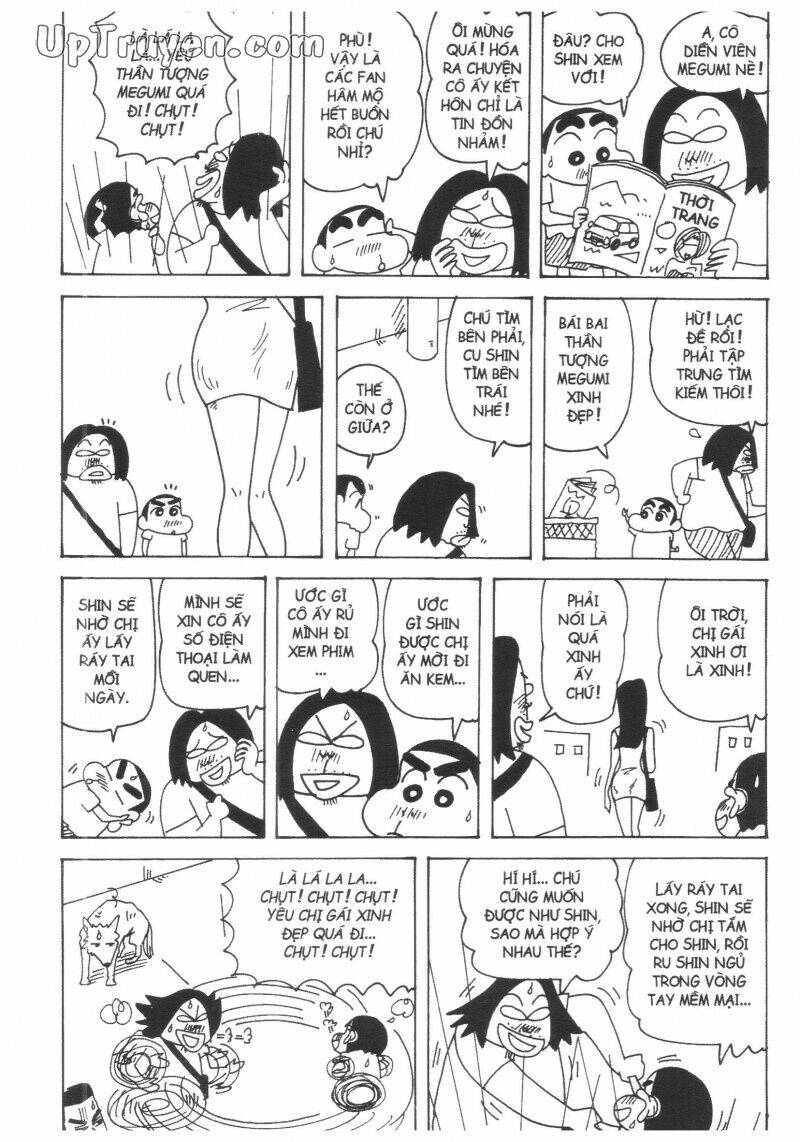 UpTruyen.com
A, CÔ
DIỄN VIÊN
MEGUMI NÈ!
ĐÂU? CHO
SHIN XEM
VỚI!
THỜI
TRANG
ÔI MỪNG
QUÁ! HÓA
RA CHUYỆN
CÔ ẤY KẾT
HÔN CHỈ LÀ
TIN ĐỒN
NHẢM!
PHÙ!
VẬY LÀ
CÁC FAN
HÂM MỘ
HẾT BUỒN
RỒI CHÚ
NHỈ?
LA... YÊU
THẦN TƯỢNG
MEGUMI QUÁ
ĐI! CHỤT!
CHỤT!
HỪ! LẠC
ĐỀ RỒI!
PHẢI TẬP
TRUNG TÌM
KIẾM THÔI!
BÁI BAI
THẦN
TƯỢNG
MEGUMI
XINH
ĐẸP!
CHÚ TÌM
BÊN PHẢI,
CU SHIN
TÌM BÊN
TRÁI
NHÉ!
THẾ
CÒN Ở
GIỮA?
ÔI TRỜI,
CHỊ GÁI
XINH ƠI
LÀ XINH!
PHẢI
NÓI LÀ
QUÁ
XINH
ẤY
CHỨ!
ƯỚC
GÌ SHIN
ĐƯỢC CHỊ
ẤY MỜI ĐI
ĂN KEM...
ƯỚC GÌ
CÔ ẤY RỦ
MÌNH ĐI
XEM PHIM
...
MÌNH SẼ
XIN CÔ ẤY
SỐ ĐIỆN
THOẠI LÀM
QUEN...
SHIN SẼ
NHỜ CHỊ
ẤY LẤY
RÁY TAI
MỖI
NGÀY.
LẤY RÁY TAI
XONG, SHIN SẼ
NHỜ CHỊ TẮM
CHO SHIN, RỒI
RU SHIN NGỦ
TRONG VÒNG
TAY MỀM MẠI...
HÍ HÍ... CHÚ
CŨNG MUỐN
ĐƯỢC NHƯ SHIN,
SAO MÀ HỢP Ý
NHAU THẾ?
LÀ LÁ LA LA...
CHỤT! CHỤT! CHỤT!
YÊU CHỊ GÁI XINH
ĐẸP QUÁ ĐI...
CHỤT! CHỤT!